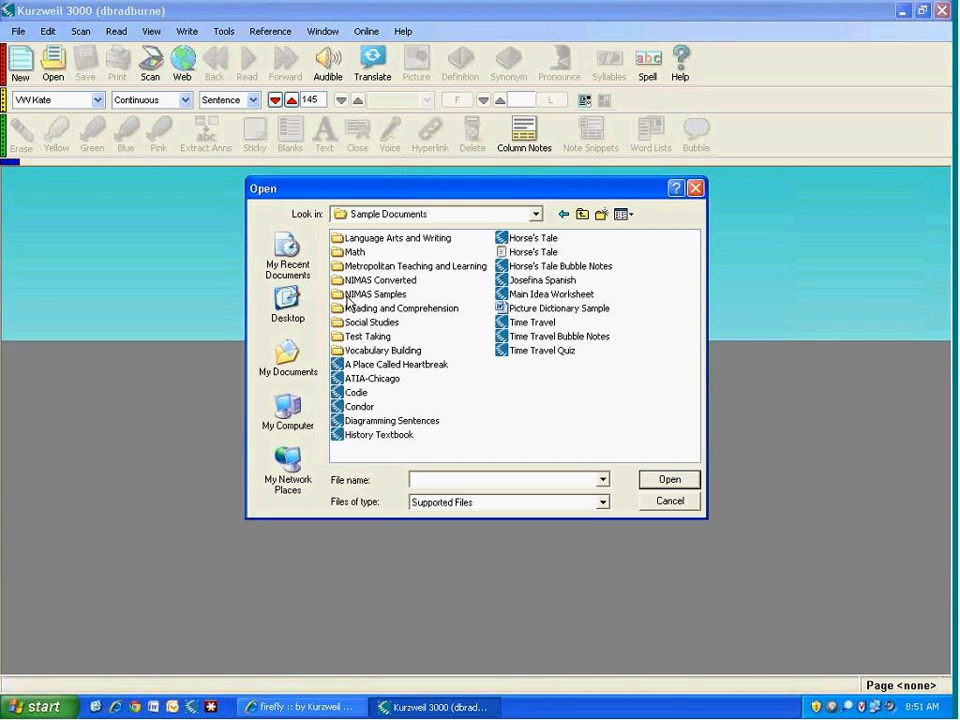 Kurzweil 3000 (dbradburne)
File Edit Scan Read View Write Tools Reference Window Online Help
New Open Save Print Scan Web Back Read Forward Audible Translate Picture Definition Synonym Pronounce Syllables Spell Help
VW Kate Continuous Sentence 145 F L
Erase Yellow Green Blue Pink Extract Anns Sticky Blanks Text Close Voice Hyperlink Delete Column Notes Note Snippets Word Lists Bubble
Open
Look in: Sample Documents
My Recent Documents
Desktop
My Documents
My Computer
My Network Places
Language Arts and Writing
Math
Metropolitan Teaching and Learning
NIMAS Converted
NIMAS Samples
Reading and Comprehension
Social Studies
Test Taking
Vocabulary Building
A Place Called Heartbreak
ATIA-Chicago
Codie
Condor
Diagramming Sentences
History Textbook
Horse's Tale
Horse's Tale
Horse's Tale Bubble Notes
Josefina Spanish
Main Idea Worksheet
Picture Dictionary Sample
Time Travel
Time Travel Bubble Notes
Time Travel Quiz
File name: Open
Files of type: Supported Files Cancel
Page <none>
start firefly :: by Kurzweil ... Kurzweil 3000 (dbrad... 8:51 AM